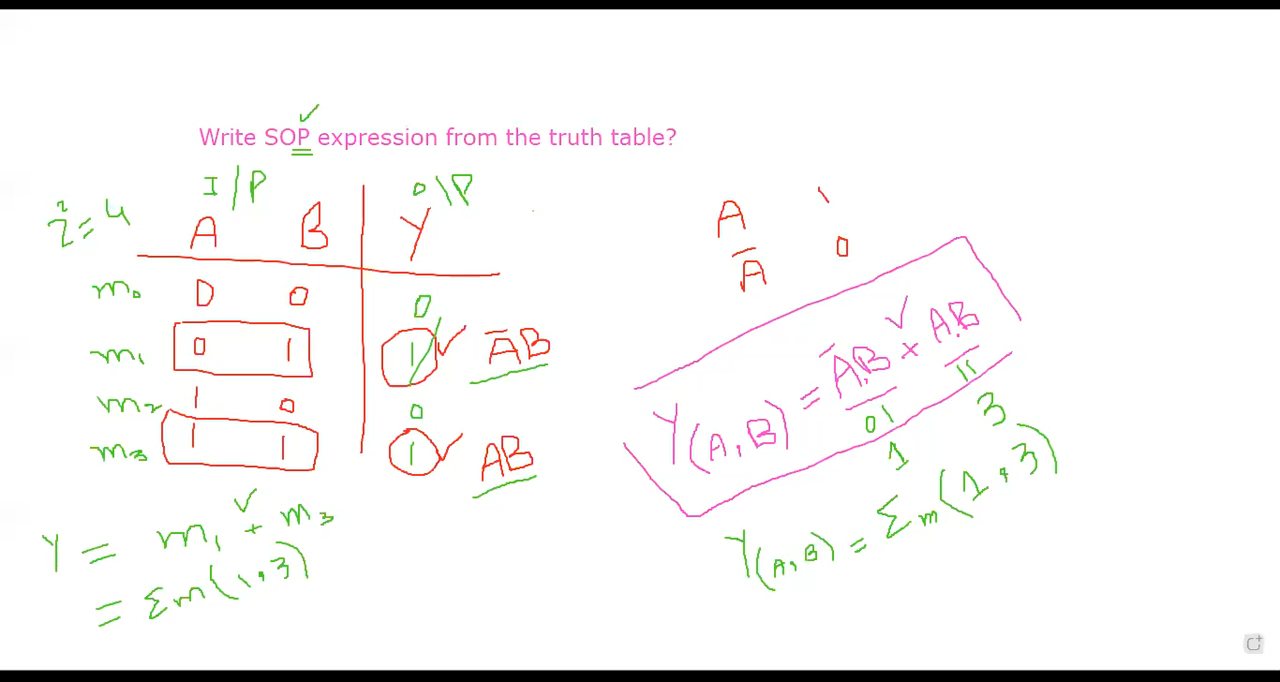 Write SOP expression from the truth table?
I/P O\P
2² = 4
A B Y
m₀ 0 0 0
m₁ 0 1 1 ĀB
m₂ 1 0 0
m₃ 1 1 1 AB
Y = m₁ + m₃
= Σm(1,3)
A 1
Ā 0
Y(A,B) = Ā.B + A.B
01 11
1 3
Y(A,B) = Σm(1,3)